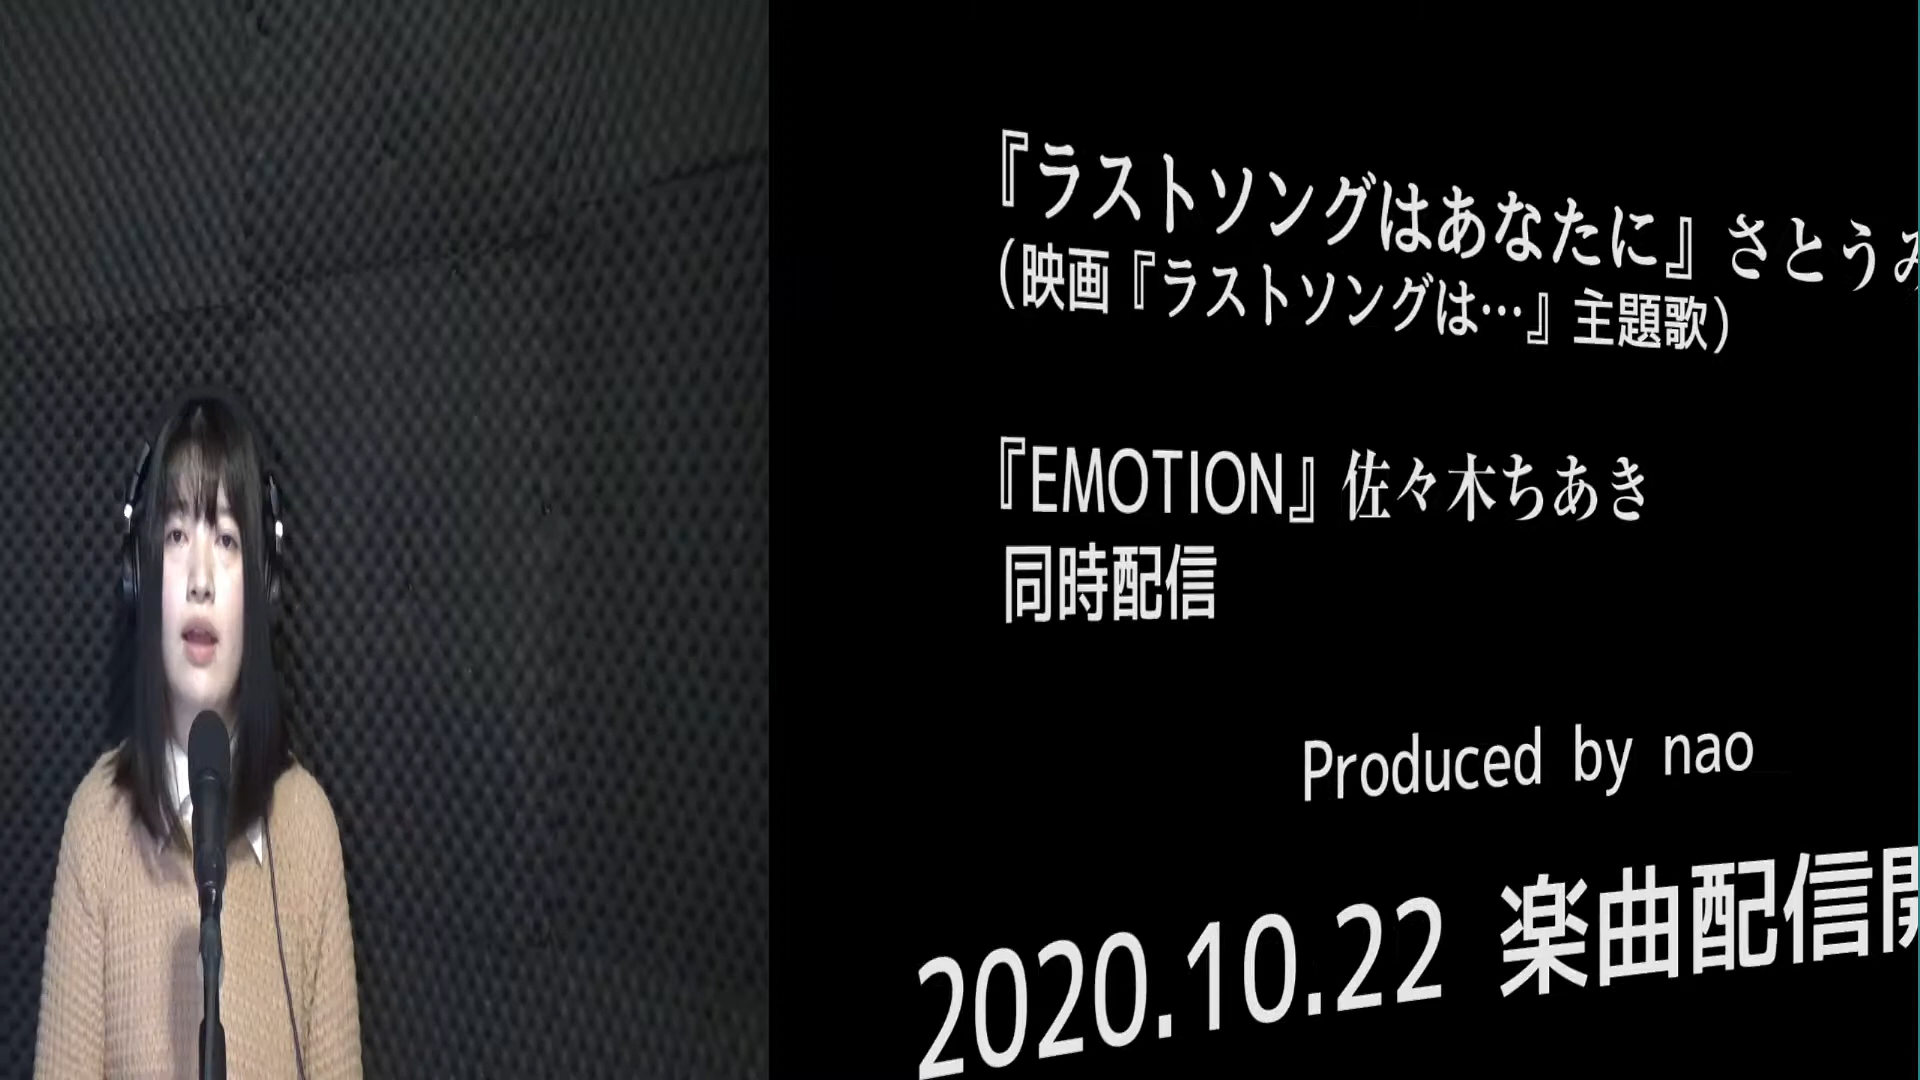 『ラストソングはあなたに』さとうみ
(映画『ラストソングは…』主題歌)
『EMOTION』佐々木ちあき
同時配信
Produced by nao
2020.10.22 楽曲配信開